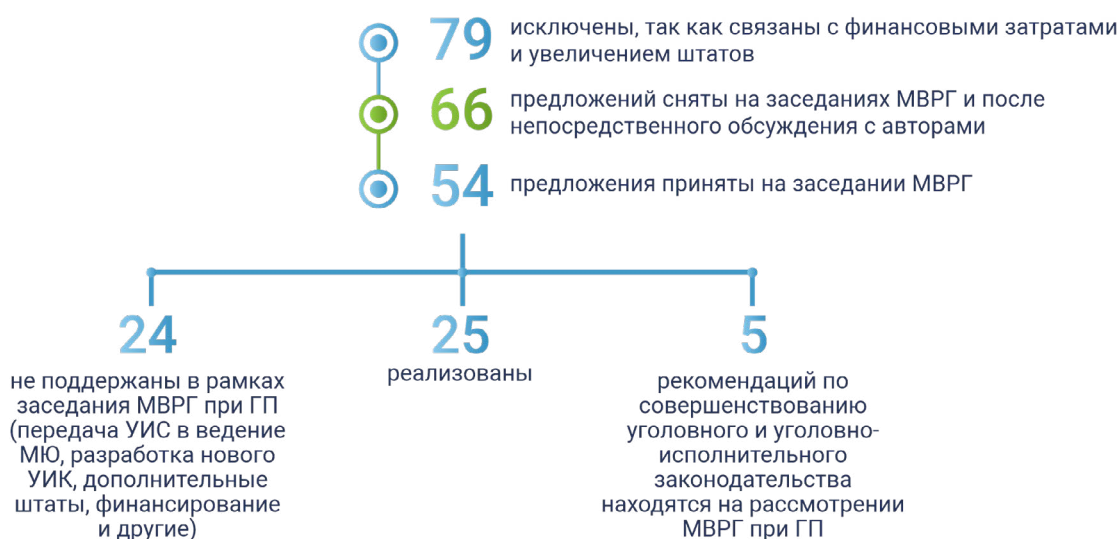 79
исключены, так как связаны с финансовыми затратами
и увеличением штатов
66
предложений сняты на заседаниях МВРГ и после
непосредственного обсуждения с авторами
54
предложения приняты на заседании МВРГ
24
не поддержаны в рамках
заседания МВРГ при ГП
(передача УИС в ведение
МЮ, разработка нового
УИК, дополнительные
штаты, финансирование
и другие)
25
реализованы
5
рекомендаций по
совершенствованию
уголовного и уголовно-
исполнительного
законодательства
находятся на рассмотрении
МВРГ при ГП